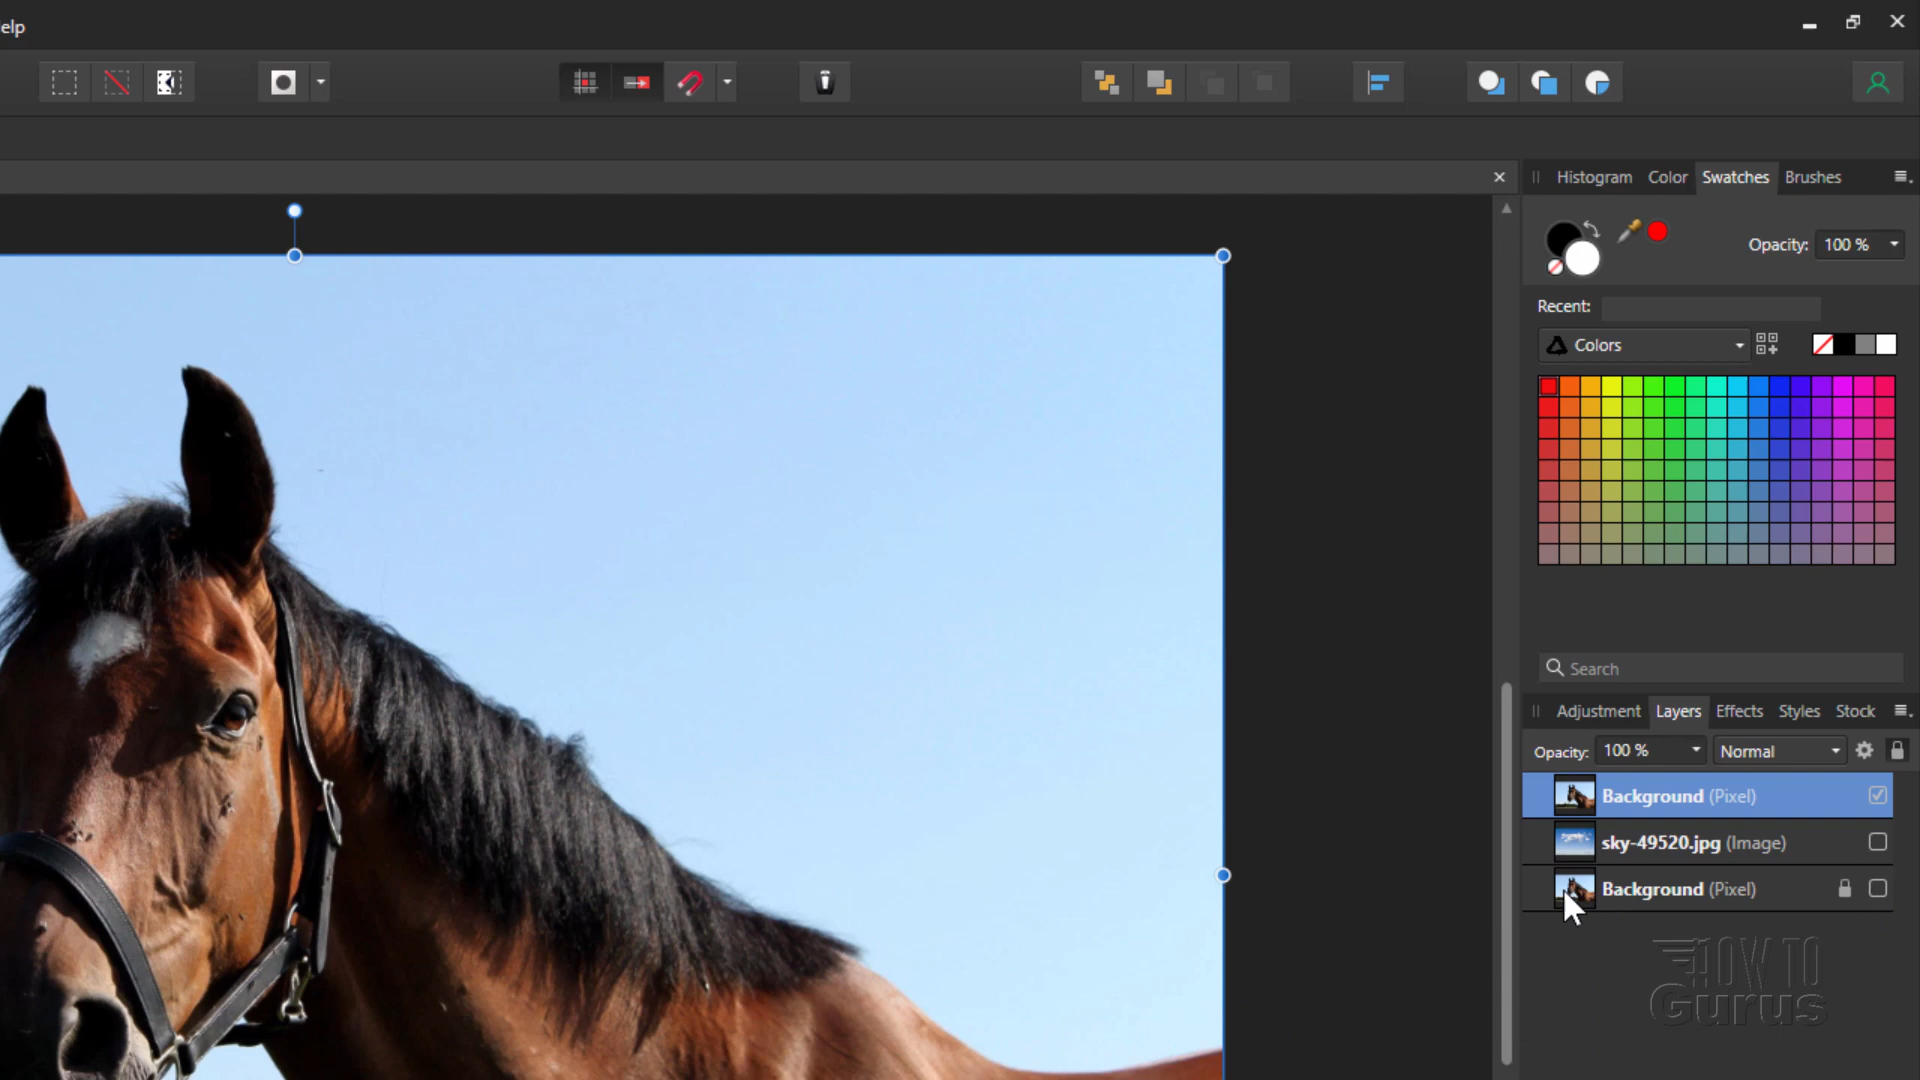 elp
Histogram Color Swatches Brushes
Opacity: 100 %
Recent:
Colors
Search
Adjustment Layers Effects Styles Stock
Opacity: 100 % Normal
Background (Pixel)
sky-49520.jpg (Image)
Background (Pixel)
HOW TO
Gurus